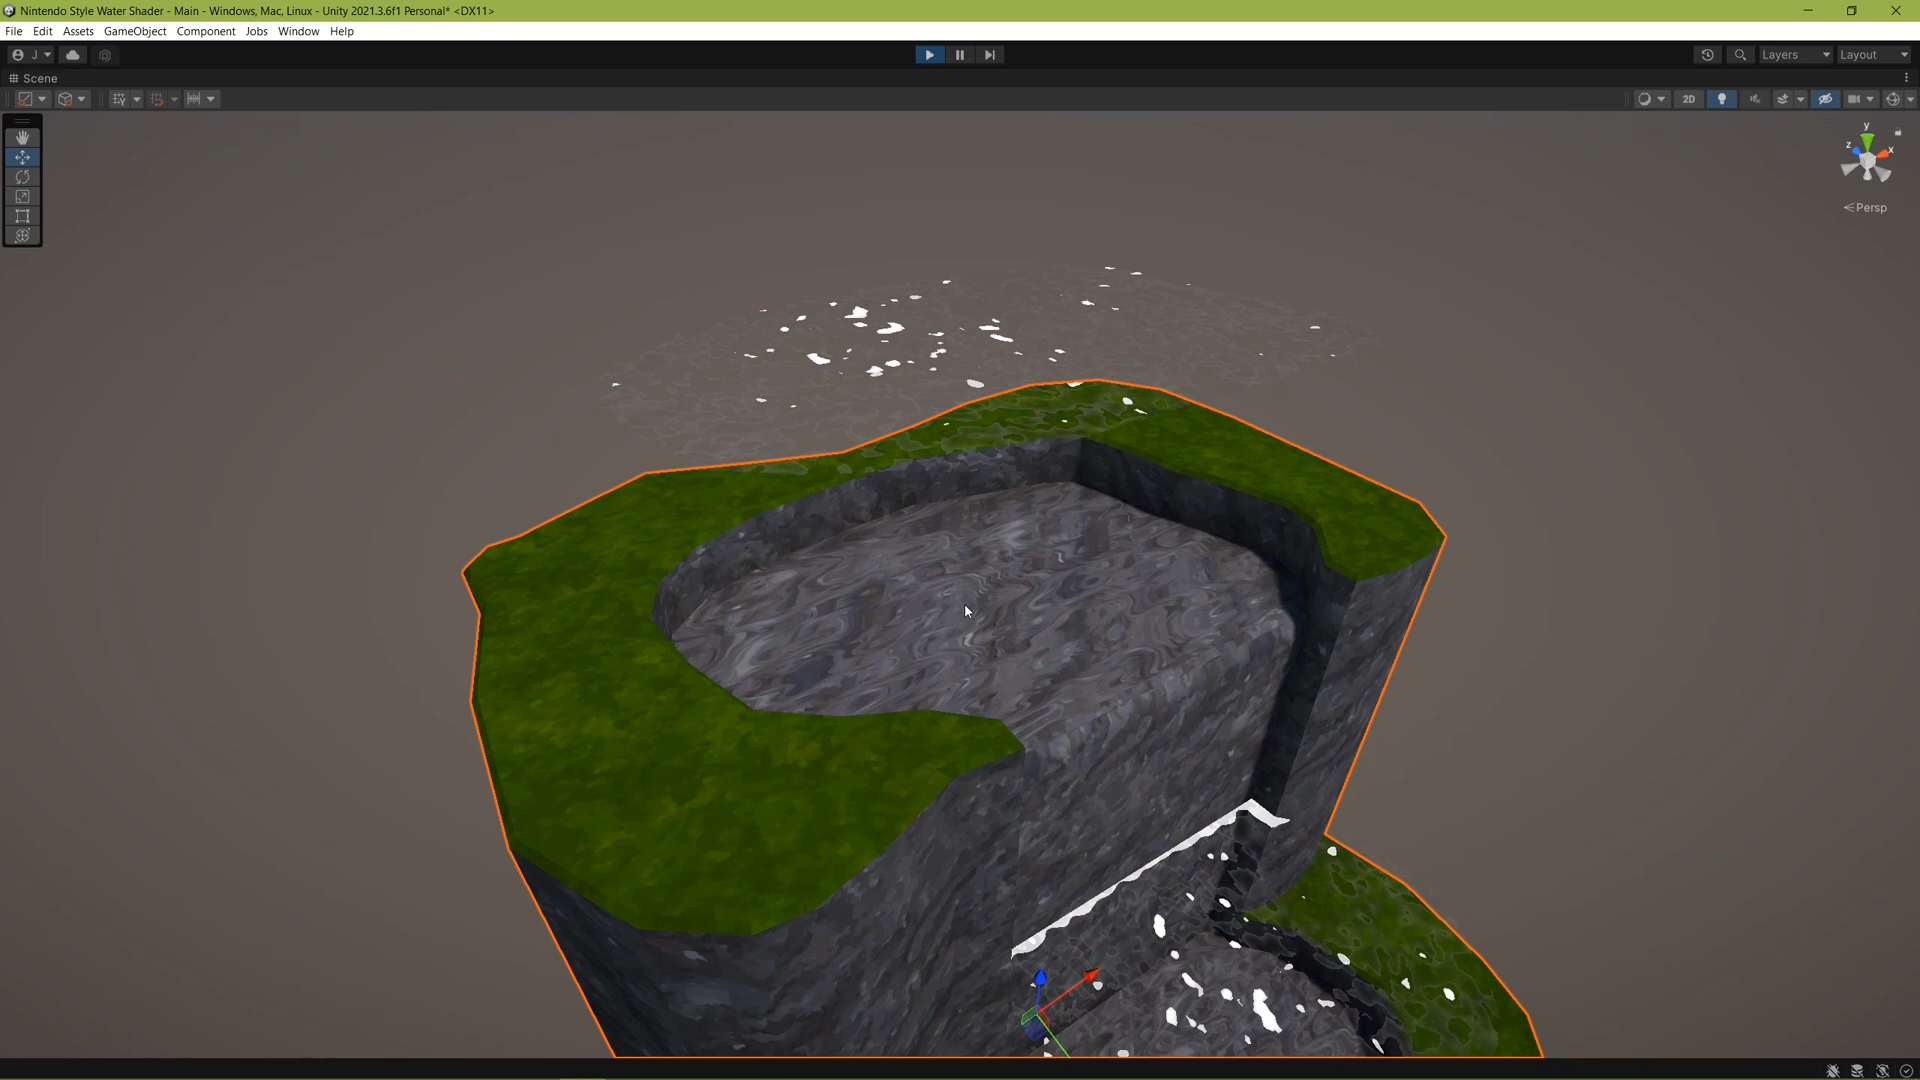 Nintendo Style Water Shader - Main - Windows, Mac, Linux - Unity 2021.3.6f1 Personal* <DX11>
File Edit Assets GameObject Component Jobs Window Help
J Layers Layout
Scene
2D
y
z x
Persp